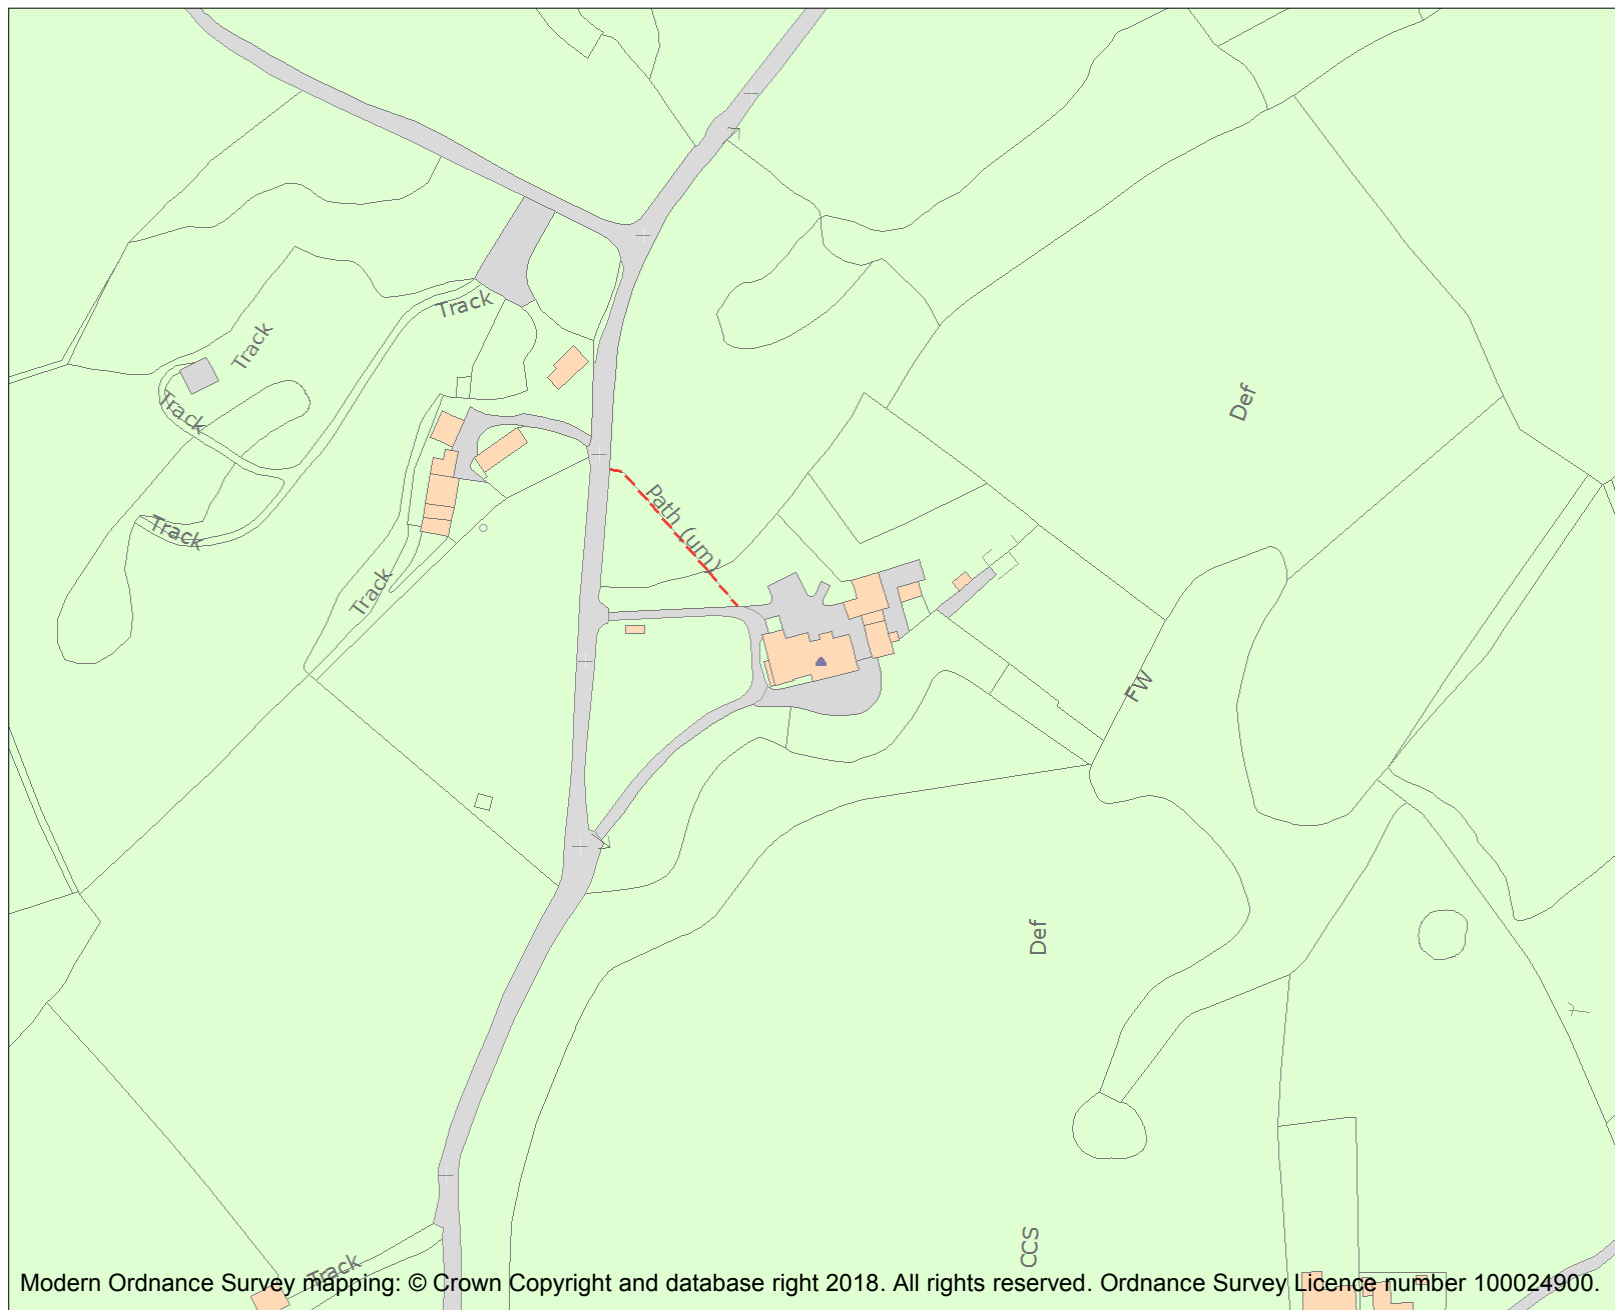 Track
Track
Def
Track
Path (um)
Track
Track
FW
Def
CCS
Track
Modern Ordnance Survey mapping: © Crown Copyright and database right 2018. All rights reserved. Ordnance Survey Licence number 100024900.